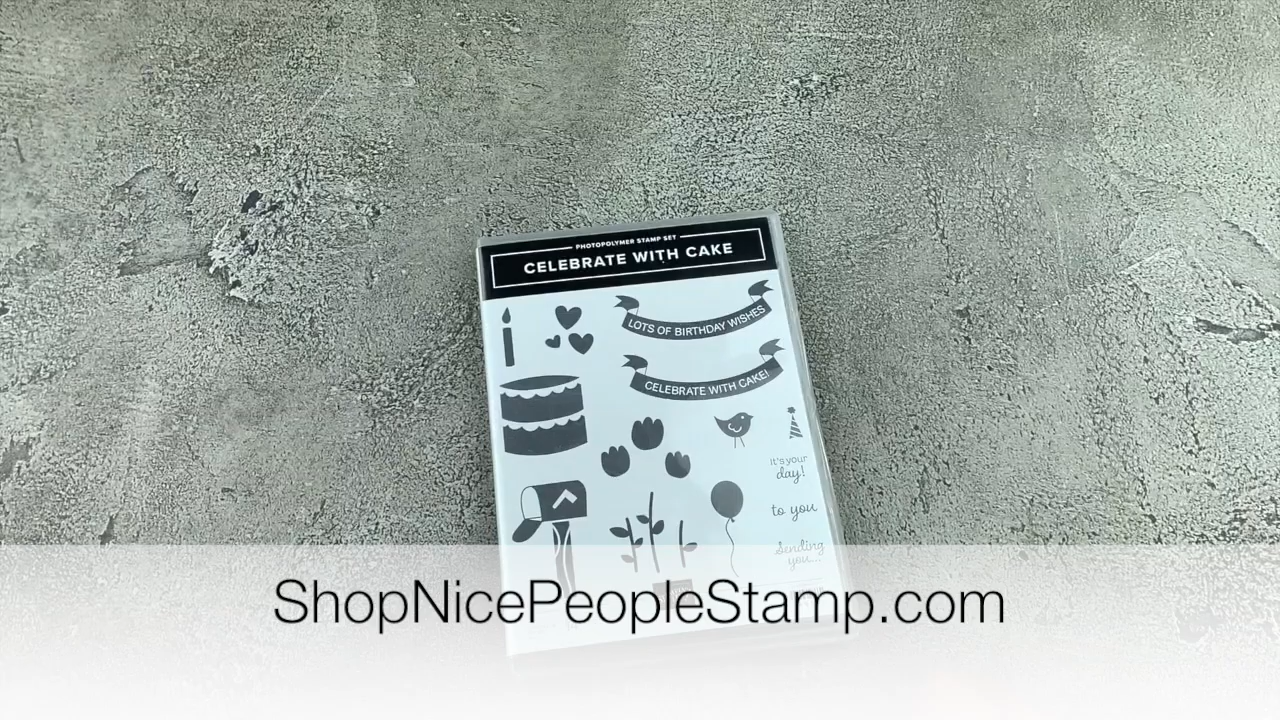 PHOTOPOLYMER STAMP SET
CELEBRATE WITH CAKE
LOTS OF BIRTHDAY WISHES
CELEBRATE WITH CAKE!
it's your
day!
to you
Sending
you...
ShopNicePeopleStamp.com